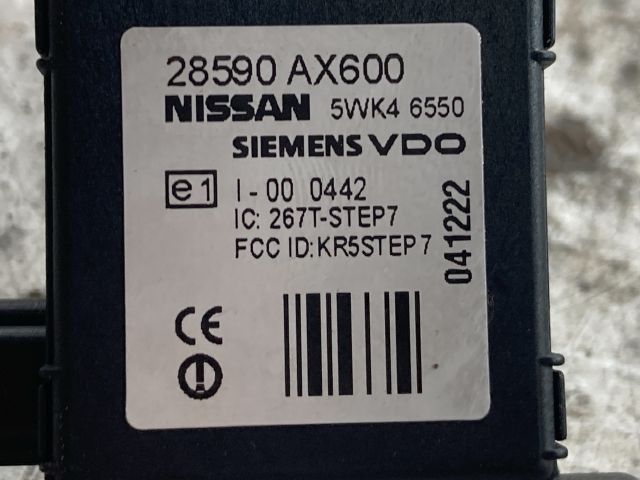 28590 AX600
NISSAN 5WK4 6550
SIEMENS VDO
e1 I - 00 0442
IC: 267T-STEP7
FCC ID: KR5STEP7
041222
CE